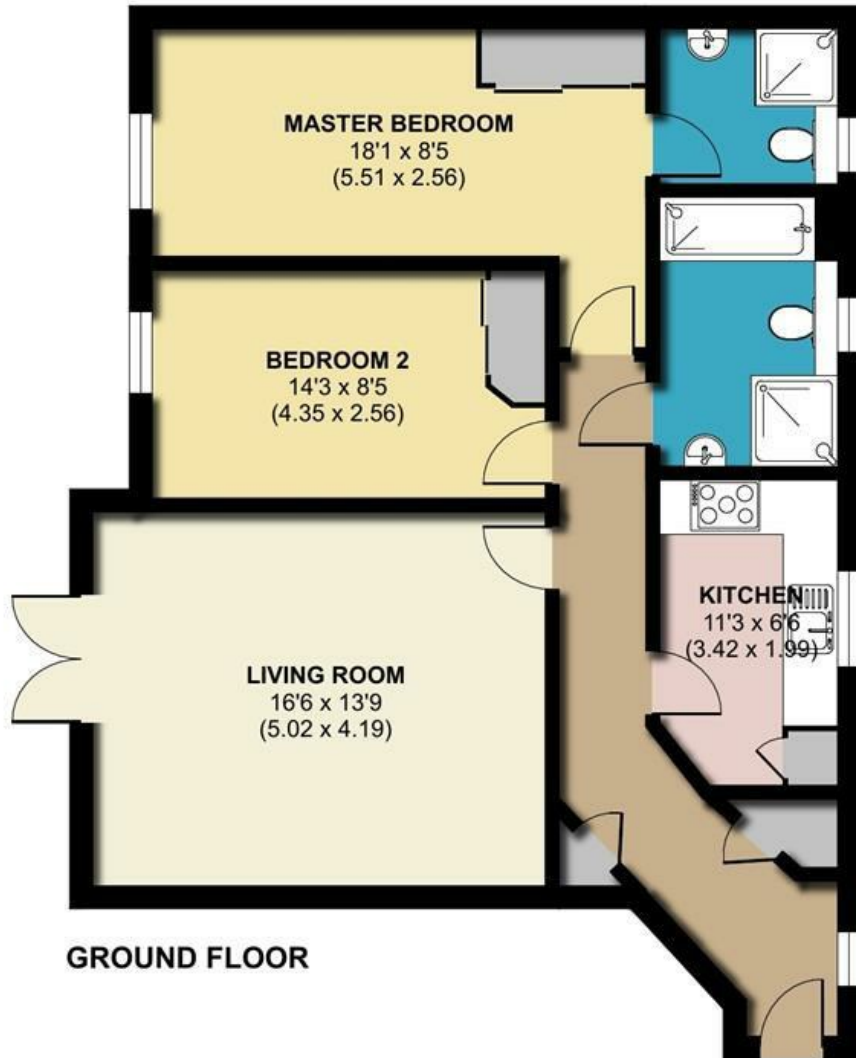 MASTER BEDROOM
18'1 x 8'5
(5.51 x 2.56)
BEDROOM 2
14'3 x 8'5
(4.35 x 2.56)
KITCHEN
11'3 x 6'6
(3.42 x 1.99)
LIVING ROOM
16'6 x 13'9
(5.02 x 4.19)
GROUND FLOOR